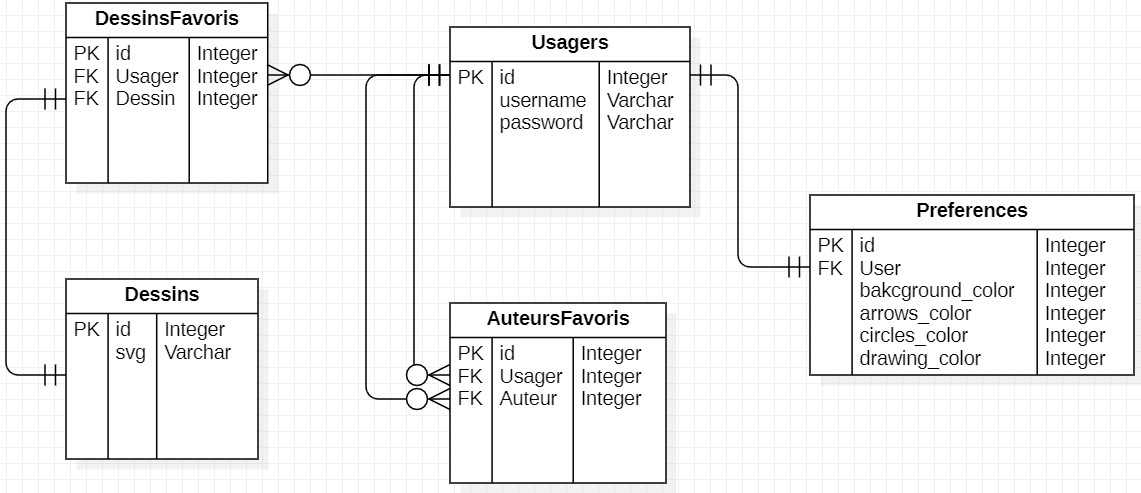 DessinsFavoris
PK id Integer
FK Usager Integer
FK Dessin Integer
Usagers
PK id Integer
username Varchar
password Varchar
Preferences
PK id Integer
FK User Integer
bakcground_color Integer
arrows_color Integer
circles_color Integer
drawing_color Integer
Dessins
PK id Integer
svg Varchar
AuteursFavoris
PK id Integer
FK Usager Integer
FK Auteur Integer